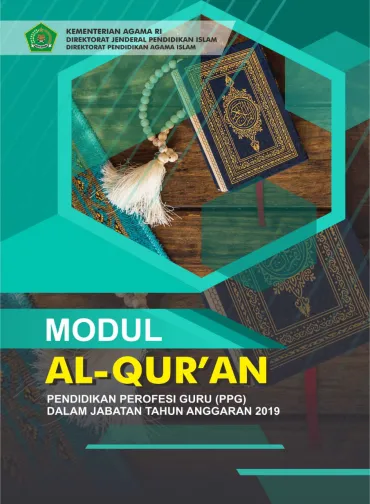 KEMENTERIAN AGAMA RI
DIREKTORAT JENDERAL PENDIDIKAN ISLAM
DIREKTORAT PENDIDIKAN AGAMA ISLAM
MODUL
AL-QUR'AN
PENDIDIKAN PEROFESI GURU (PPG)
DALAM JABATAN TAHUN ANGGARAN 2019